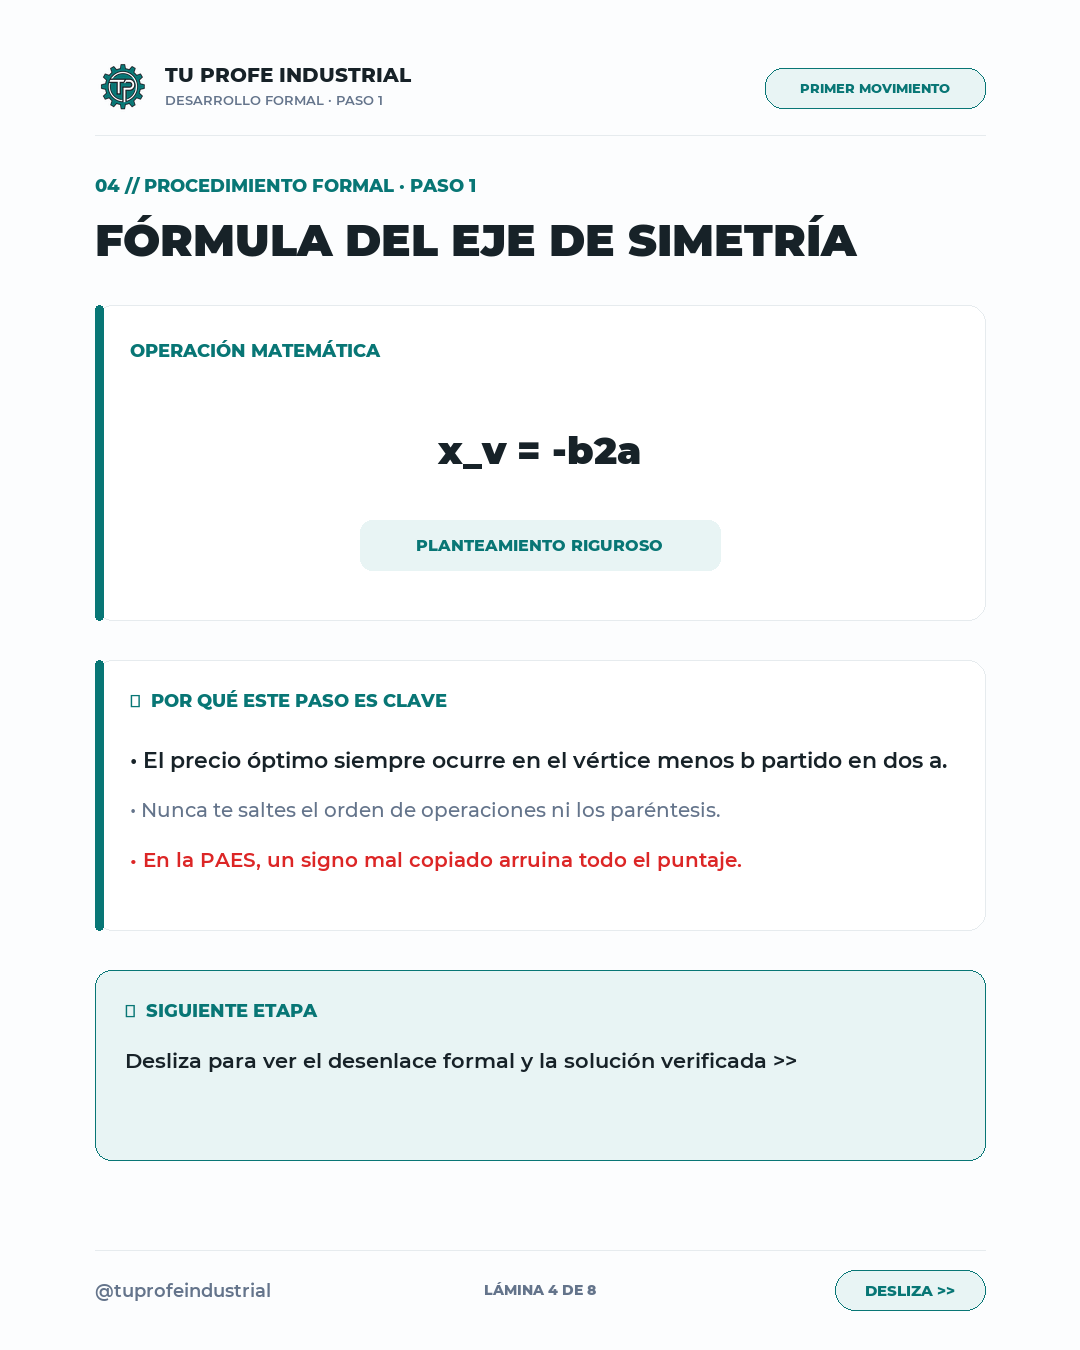 TP
TU PROFE INDUSTRIAL
DESARROLLO FORMAL · PASO 1
PRIMER MOVIMIENTO
04 // PROCEDIMIENTO FORMAL · PASO 1
FÓRMULA DEL EJE DE SIMETRÍA
OPERACIÓN MATEMÁTICA
x_v = -b2a
PLANTEAMIENTO RIGUROSO
POR QUÉ ESTE PASO ES CLAVE
• El precio óptimo siempre ocurre en el vértice menos b partido en dos a.
• Nunca te saltes el orden de operaciones ni los paréntesis.
• En la PAES, un signo mal copiado arruina todo el puntaje.
SIGUIENTE ETAPA
Desliza para ver el desenlace formal y la solución verificada >>
@tuprofeindustrial
LÁMINA 4 DE 8
DESLIZA >>